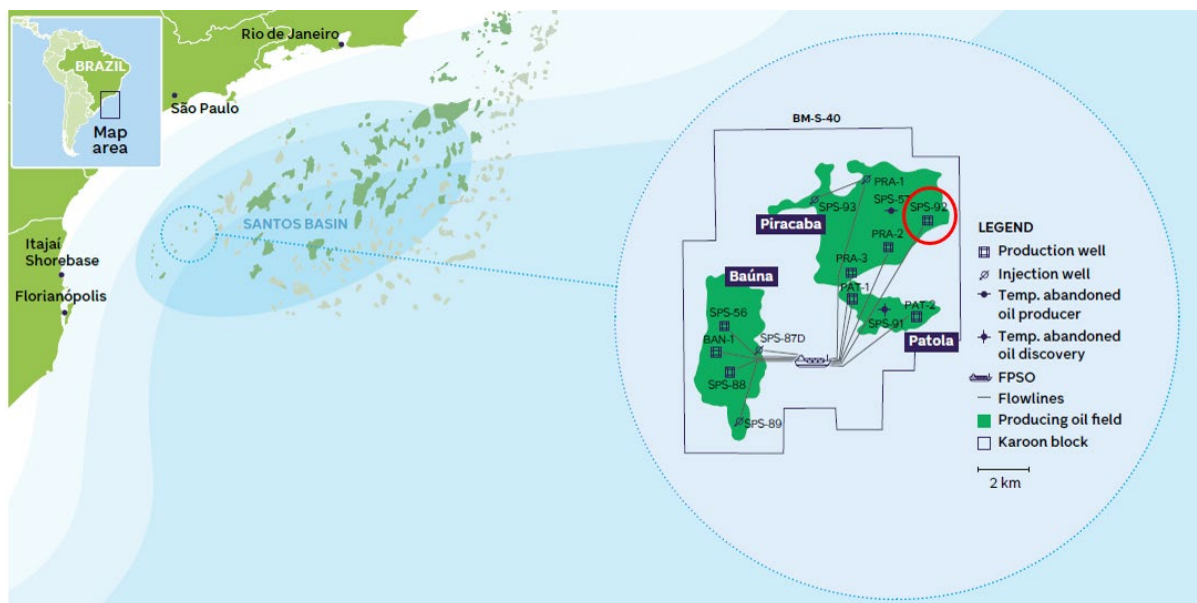 BRAZIL
Map
area
Rio de Janeiro
São Paulo
SANTOS BASIN
Itajaí
Shorebase
Florianópolis
BM-S-40
PRA-1
SPS-57
SPS-92
SPS-93
Piracaba
PRA-2
PRA-3
Baúna
PAT-1
PAT-2
SPS-91
Patola
SPS-56
SPS-87D
BAN-1
SPS-88
SPS-89
LEGEND
Production well
Injection well
Temp. abandoned
oil producer
Temp. abandoned
oil discovery
FPSO
Flowlines
Producing oil field
Karoon block
2 km